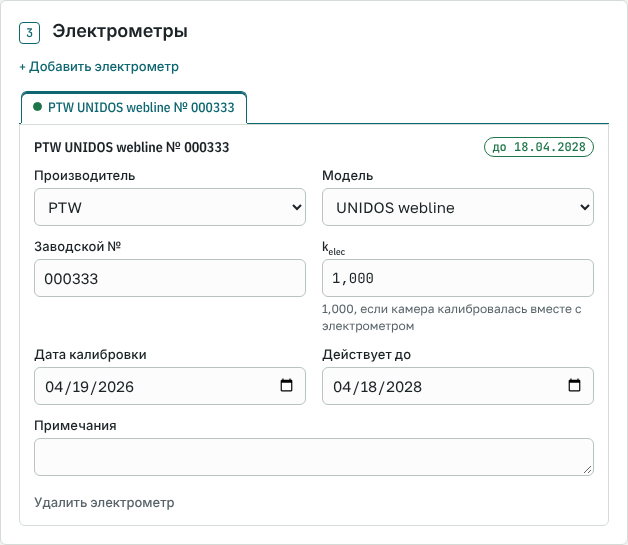 3 Электрометры
+ Добавить электрометр
PTW UNIDOS webline № 000333
PTW UNIDOS webline № 000333 до 18.04.2028
Производитель Модель
PTW UNIDOS webline
Заводской № k_elec
000333 1,000
1,000, если камера калибровалась вместе с
электрометром
Дата калибровки Действует до
04/19/2026 04/18/2028
Примечания
Удалить электрометр